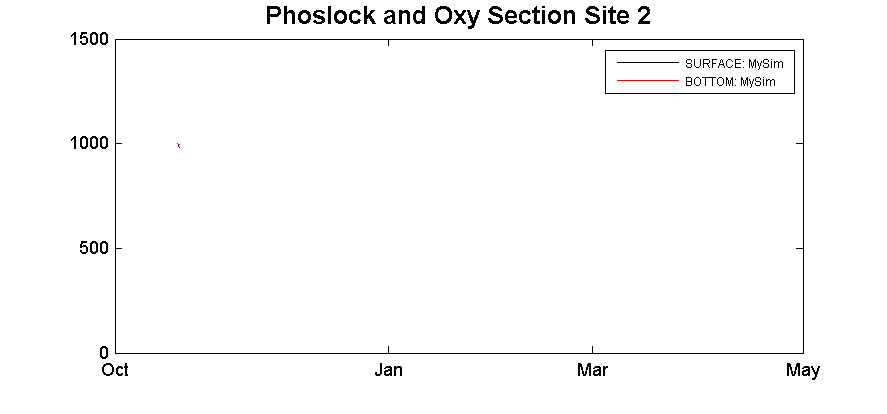 Phoslock and Oxy Section Site 2
1500
SURFACE: MySim
BOTTOM: MySim
1000
500
0
Oct Jan Mar May